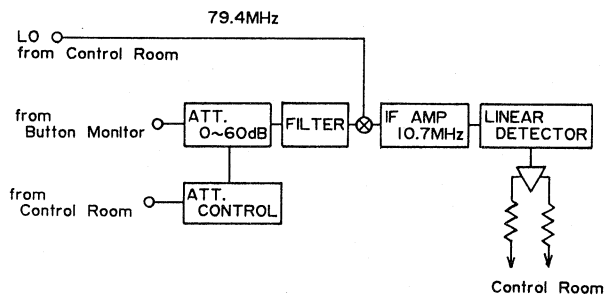 79.4MHz
LO
from Control Room
from
Button Monitor
ATT.
0~60dB
FILTER
IF AMP
10.7MHz
LINEAR
DETECTOR
from
Control Room
ATT.
CONTROL
Control Room